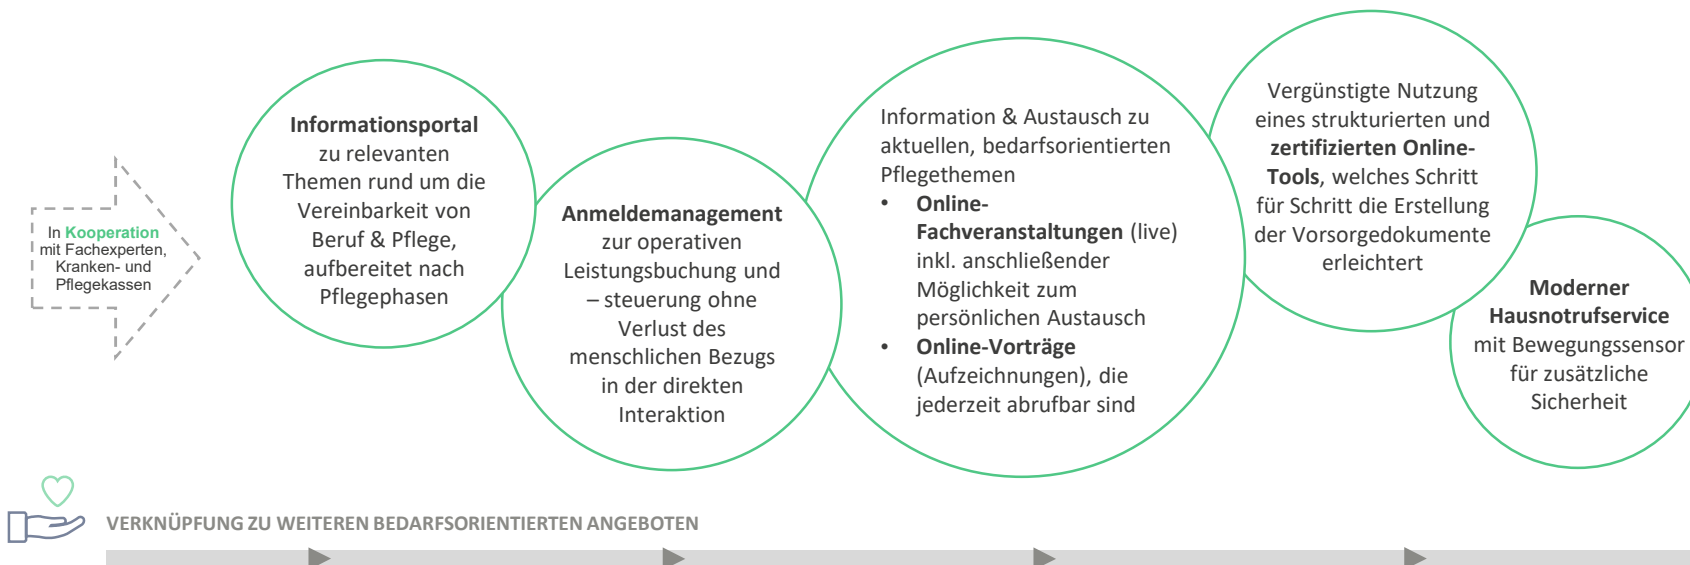 In Kooperation
mit Fachexperten,
Kranken- und
Pflegekassen
Informationsportal
zu relevanten
Themen rund um die
Vereinbarkeit von
Beruf & Pflege,
aufbereitet nach
Pflegephasen
Anmeldemanagement
zur operativen
Leistungsbuchung und
– steuerung ohne
Verlust des
menschlichen Bezugs
in der direkten
Interaktion
Information & Austausch zu
aktuellen, bedarfsorientierten
Pflegethemen
• Online-
Fachveranstaltungen (live)
inkl. anschließender
Möglichkeit zum
persönlichen Austausch
• Online-Vorträge
(Aufzeichnungen), die
jederzeit abrufbar sind
Vergünstigte Nutzung
eines strukturierten und
zertifizierten Online-
Tools, welches Schritt
für Schritt die Erstellung
der Vorsorgedokumente
erleichtert
Moderner
Hausnotrufservice
mit Bewegungssensor
für zusätzliche
Sicherheit
VERKNÜPFUNG ZU WEITEREN BEDARFSORIENTIERTEN ANGEBOTEN